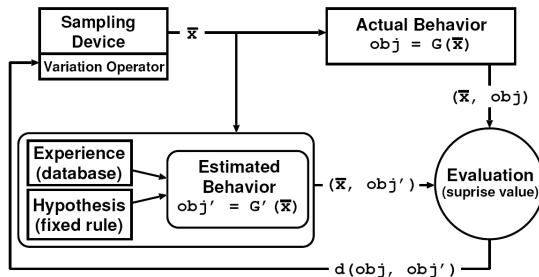 Sampling
Device
Variation Operator
x̅
Actual Behavior
obj = G(x̅)
(x̅, obj)
Experience
(database)
Hypothesis
(fixed rule)
Estimated
Behavior
obj' = G'(x̅)
(x̅, obj')
Evaluation
(suprise value)
d(obj, obj')